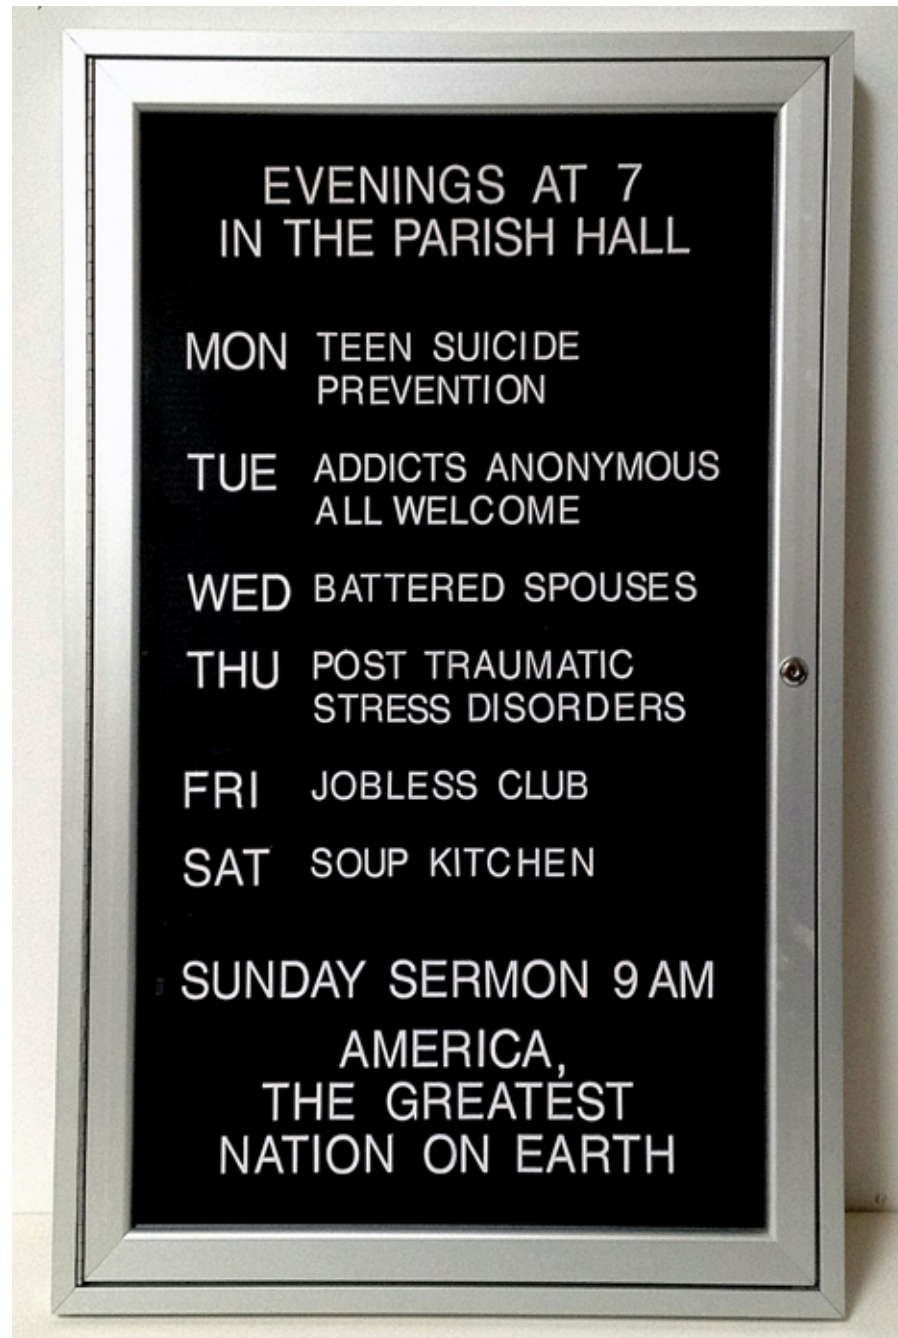 EVENINGS AT 7
IN THE PARISH HALL
MON TEEN SUICIDE
PREVENTION
TUE ADDICTS ANONYMOUS
ALL WELCOME
WED BATTERED SPOUSES
THU POST TRAUMATIC
STRESS DISORDERS
FRI JOBLESS CLUB
SAT SOUP KITCHEN
SUNDAY SERMON 9 AM
AMERICA,
THE GREATEST
NATION ON EARTH